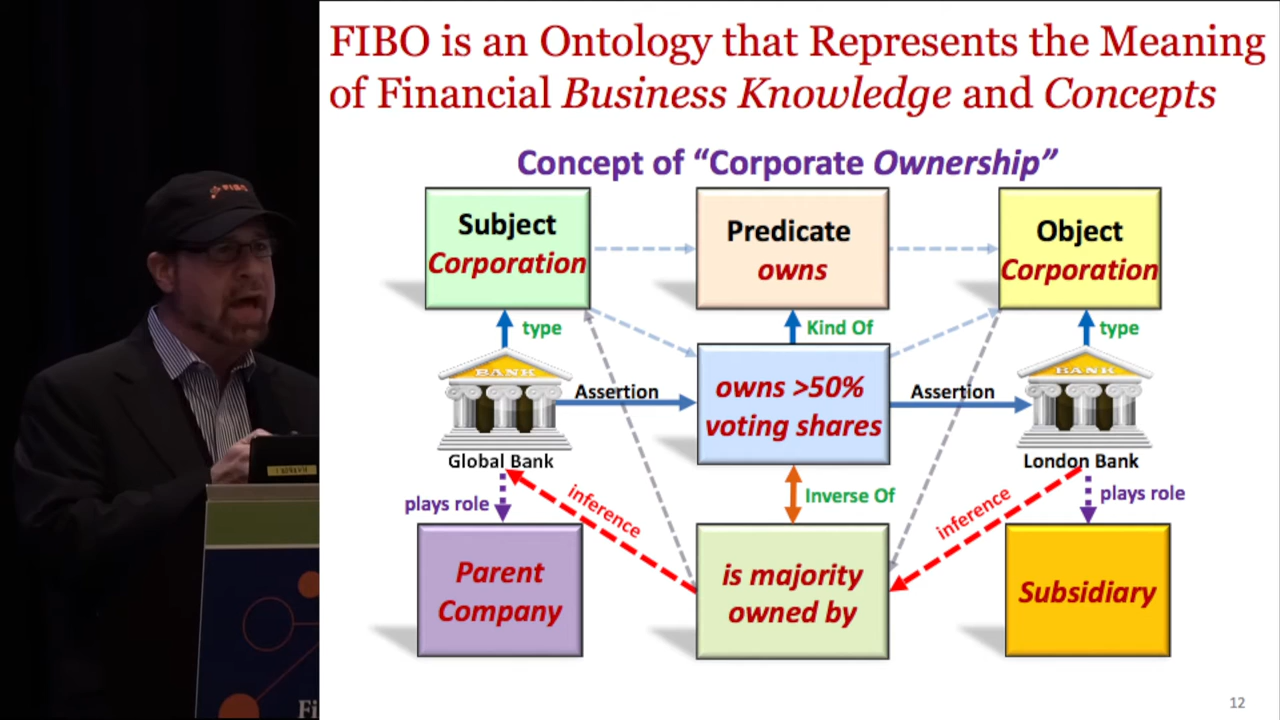 FIBO is an Ontology that Represents the Meaning
of Financial Business Knowledge and Concepts
Concept of “Corporate Ownership”
Subject
Corporation
Predicate
owns
Object
Corporation
type
Kind Of
type
BANK
Assertion
owns >50%
voting shares
Assertion
BANK
Global Bank
London Bank
plays role
inference
Inverse Of
inference
plays role
Parent
Company
is majority
owned by
Subsidiary
12
FIBO
Fi